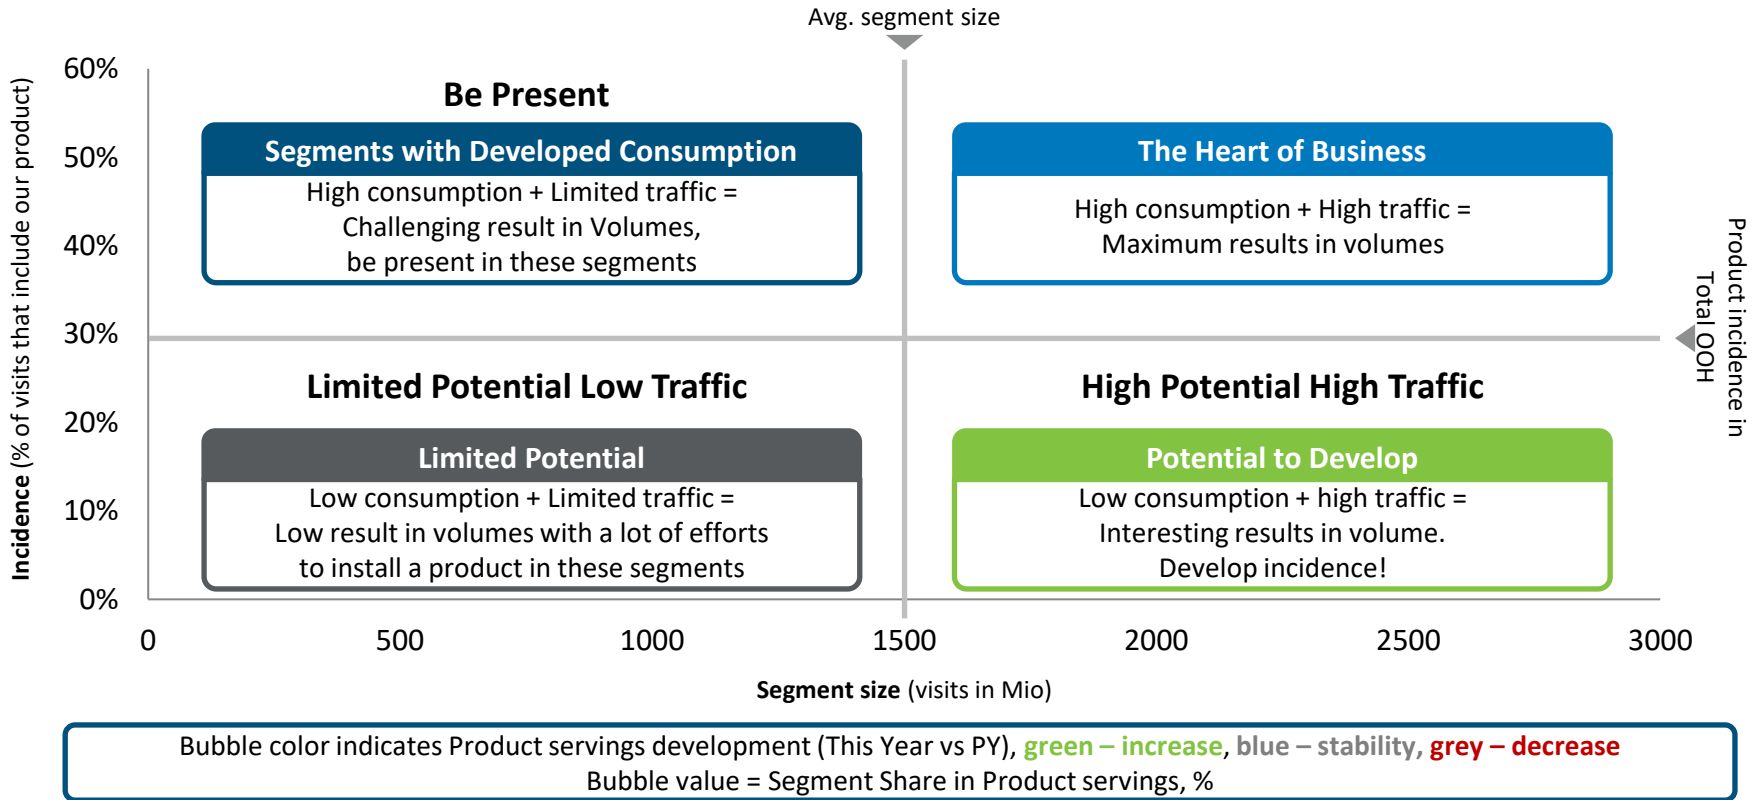 Avg. segment size
60%
50%
40%
30%
20%
10%
0%
Incidence (% of visits that include our product)
Be Present
Segments with Developed Consumption
High consumption + Limited traffic =
Challenging result in Volumes,
be present in these segments
The Heart of Business
High consumption + High traffic =
Maximum results in volumes
Product incidence in
Total OOH
Limited Potential Low Traffic
Limited Potential
Low consumption + Limited traffic =
Low result in volumes with a lot of efforts
to install a product in these segments
High Potential High Traffic
Potential to Develop
Low consumption + high traffic =
Interesting results in volume.
Develop incidence!
0 500 1000 1500 2000 2500 3000
Segment size (visits in Mio)
Bubble color indicates Product servings development (This Year vs PY), green – increase, blue – stability, grey – decrease
Bubble value = Segment Share in Product servings, %